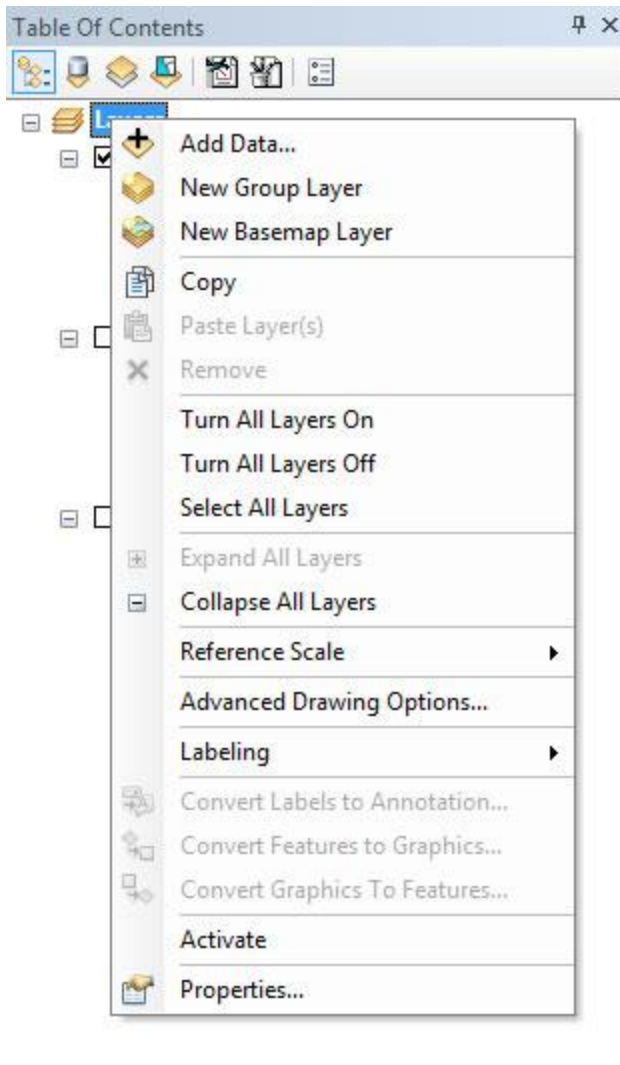 Table Of Contents
Add Data...
New Group Layer
New Basemap Layer
Copy
Paste Layer(s)
Remove
Turn All Layers On
Turn All Layers Off
Select All Layers
Expand All Layers
Collapse All Layers
Reference Scale
Advanced Drawing Options...
Labeling
Convert Labels to Annotation...
Convert Features to Graphics...
Convert Graphics To Features...
Activate
Properties...